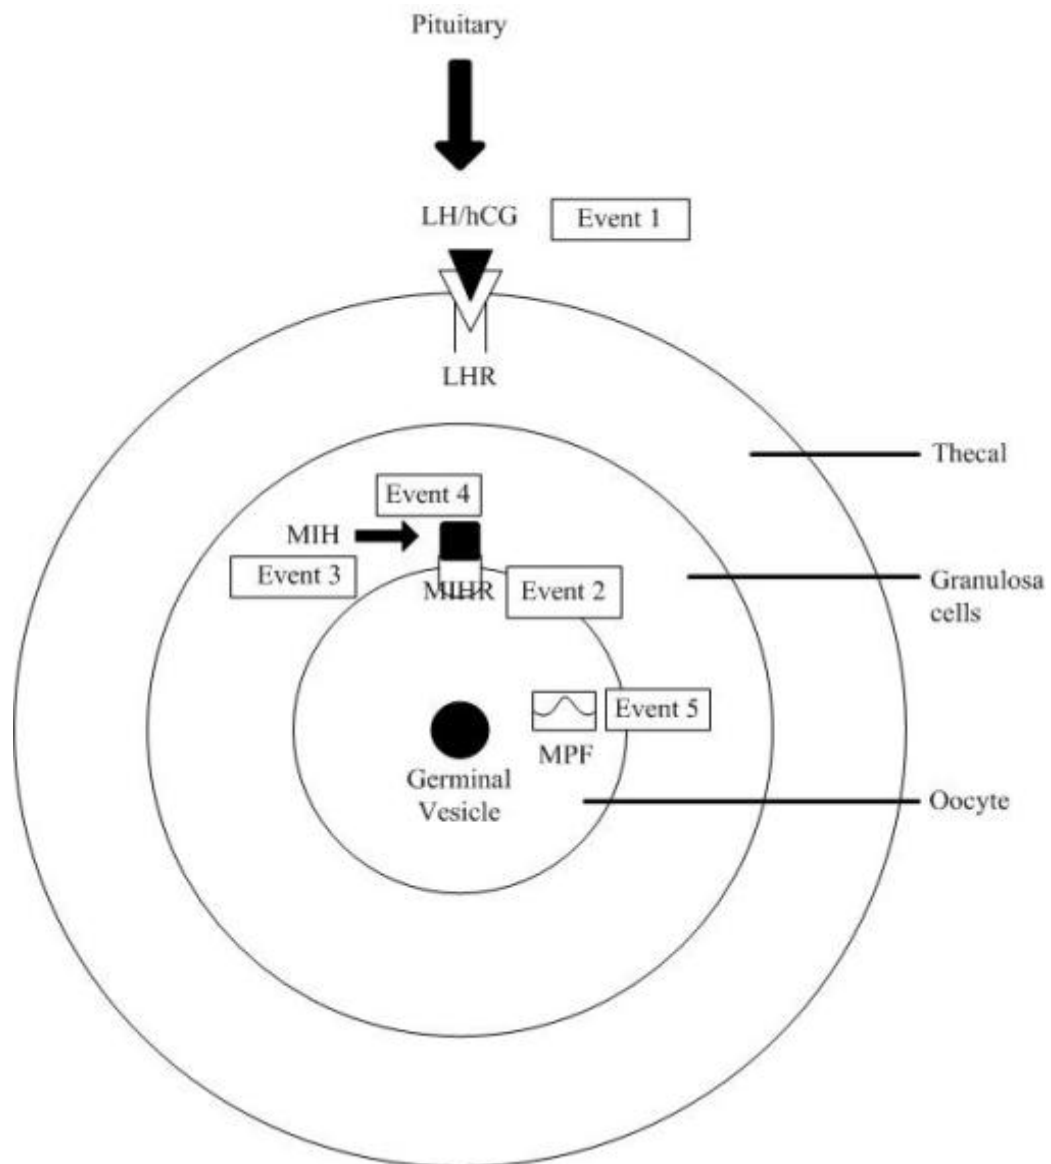 Pituitary
LH/hCG
Event 1
LHR
Thecal
Event 4
MIH
Event 3
MIHR
Event 2
Granulosa
cells
Event 5
MPF
Germinal
Vesicle
Oocyte